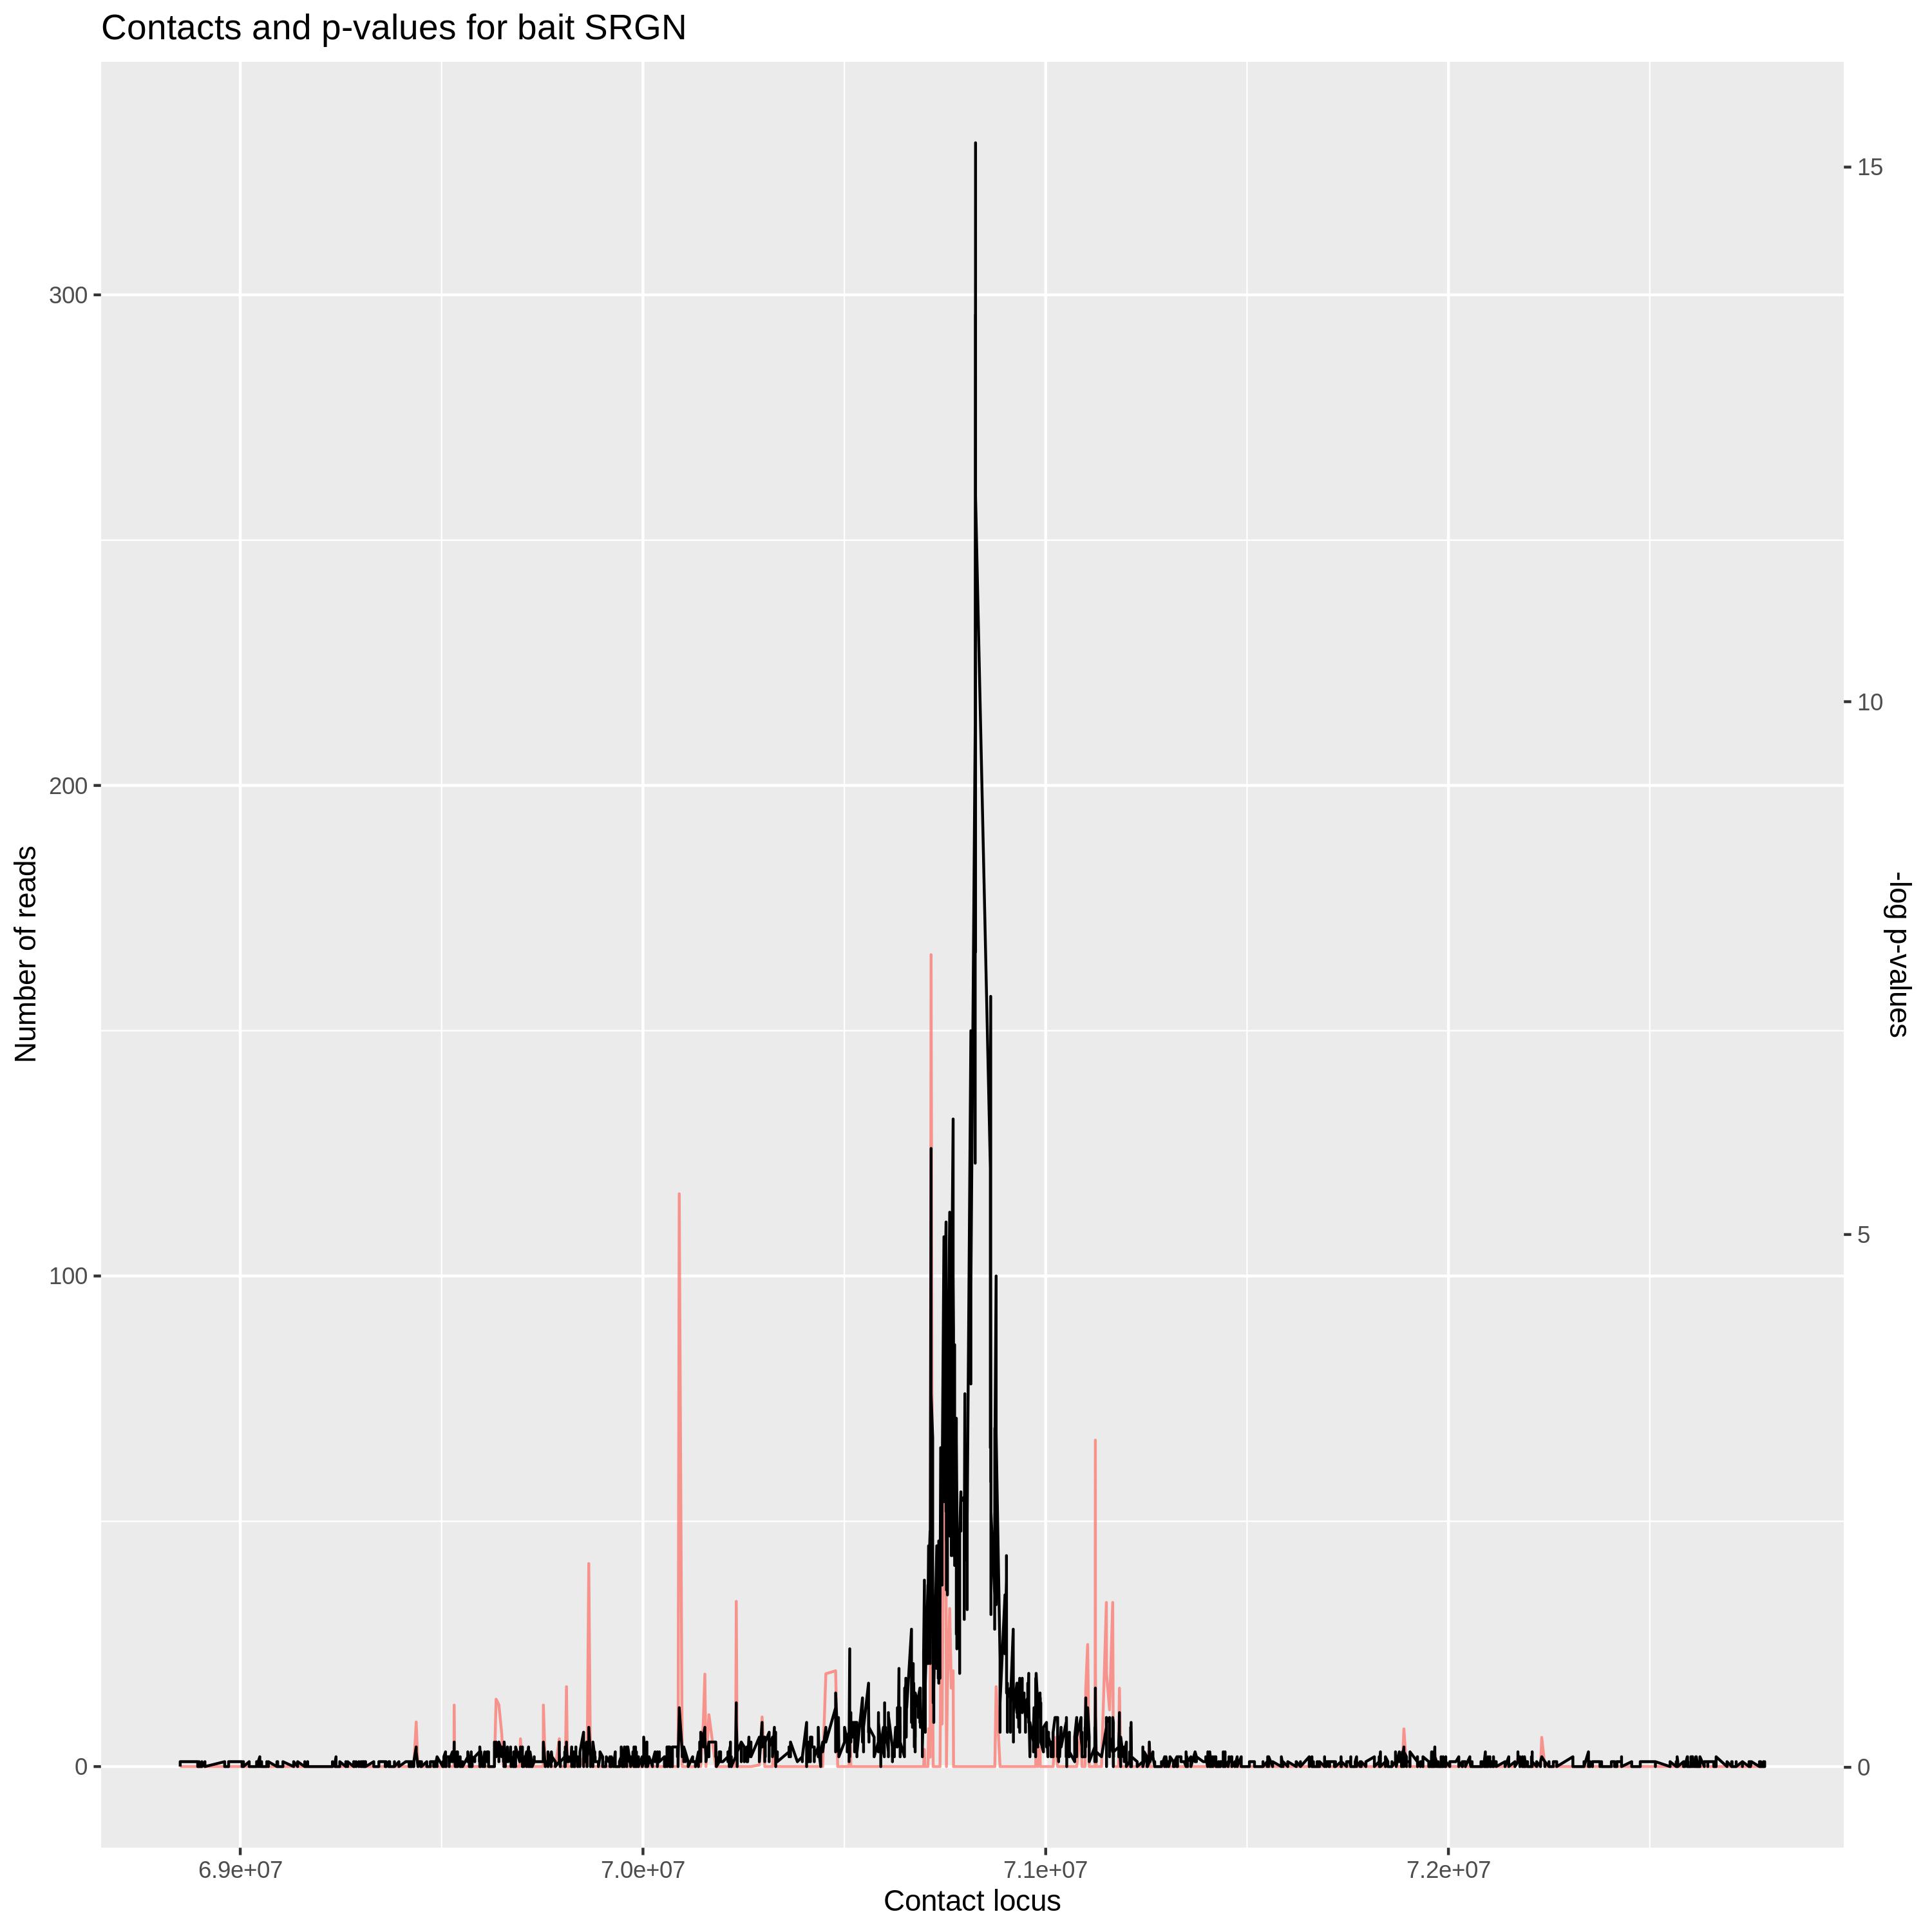 Contacts and p-values for bait SRGN
300
200
100
0
15
10
5
0
Number of reads
-log p-values
6.9e+07 7.0e+07 7.1e+07 7.2e+07
Contact locus